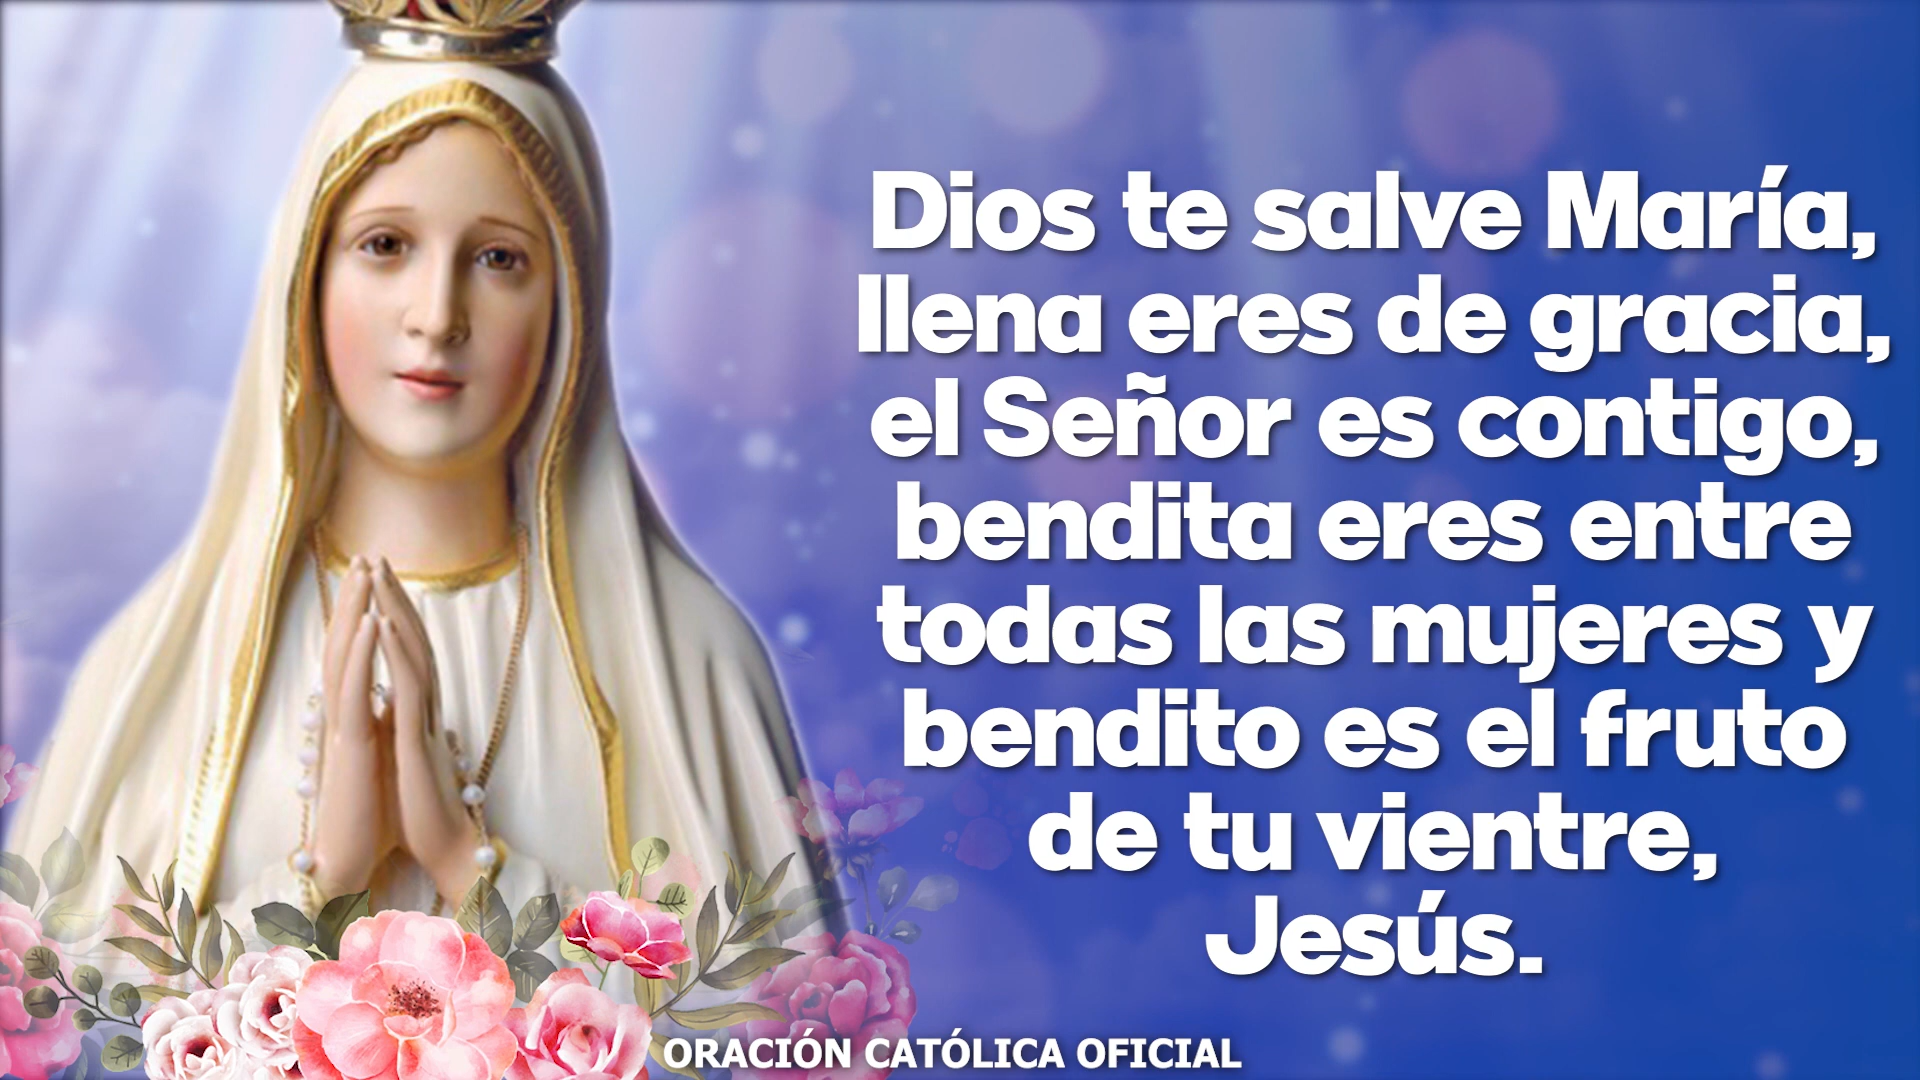 Dios te salve María,
llena eres de gracia,
el Señor es contigo,
bendita eres entre
todas las mujeres y
bendito es el fruto
de tu vientre,
Jesús.
ORACIÓN CATÓLICA OFICIAL